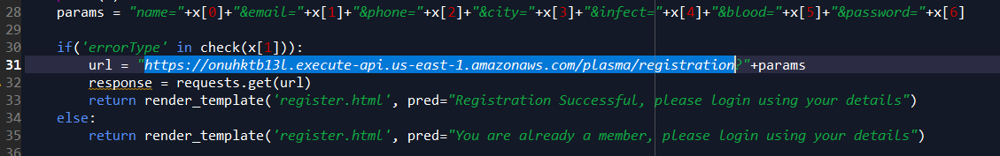 28 params = "name="+x[0]+"&email="+x[1]+"&phone="+x[2]+"&city="+x[3]+"&infect="+x[4]+"&blood="+x[5]+"&password="+x[6]
29
30 if('errorType' in check(x[1])):
31 url = "https://onuhktb13l.execute-api.us-east-1.amazonaws.com/plasma/registration?"+params
32 response = requests.get(url)
33 return render_template('register.html', pred="Registration Successful, please login using your details")
34 else:
35 return render_template('register.html', pred="You are already a member, please login using your details")
36